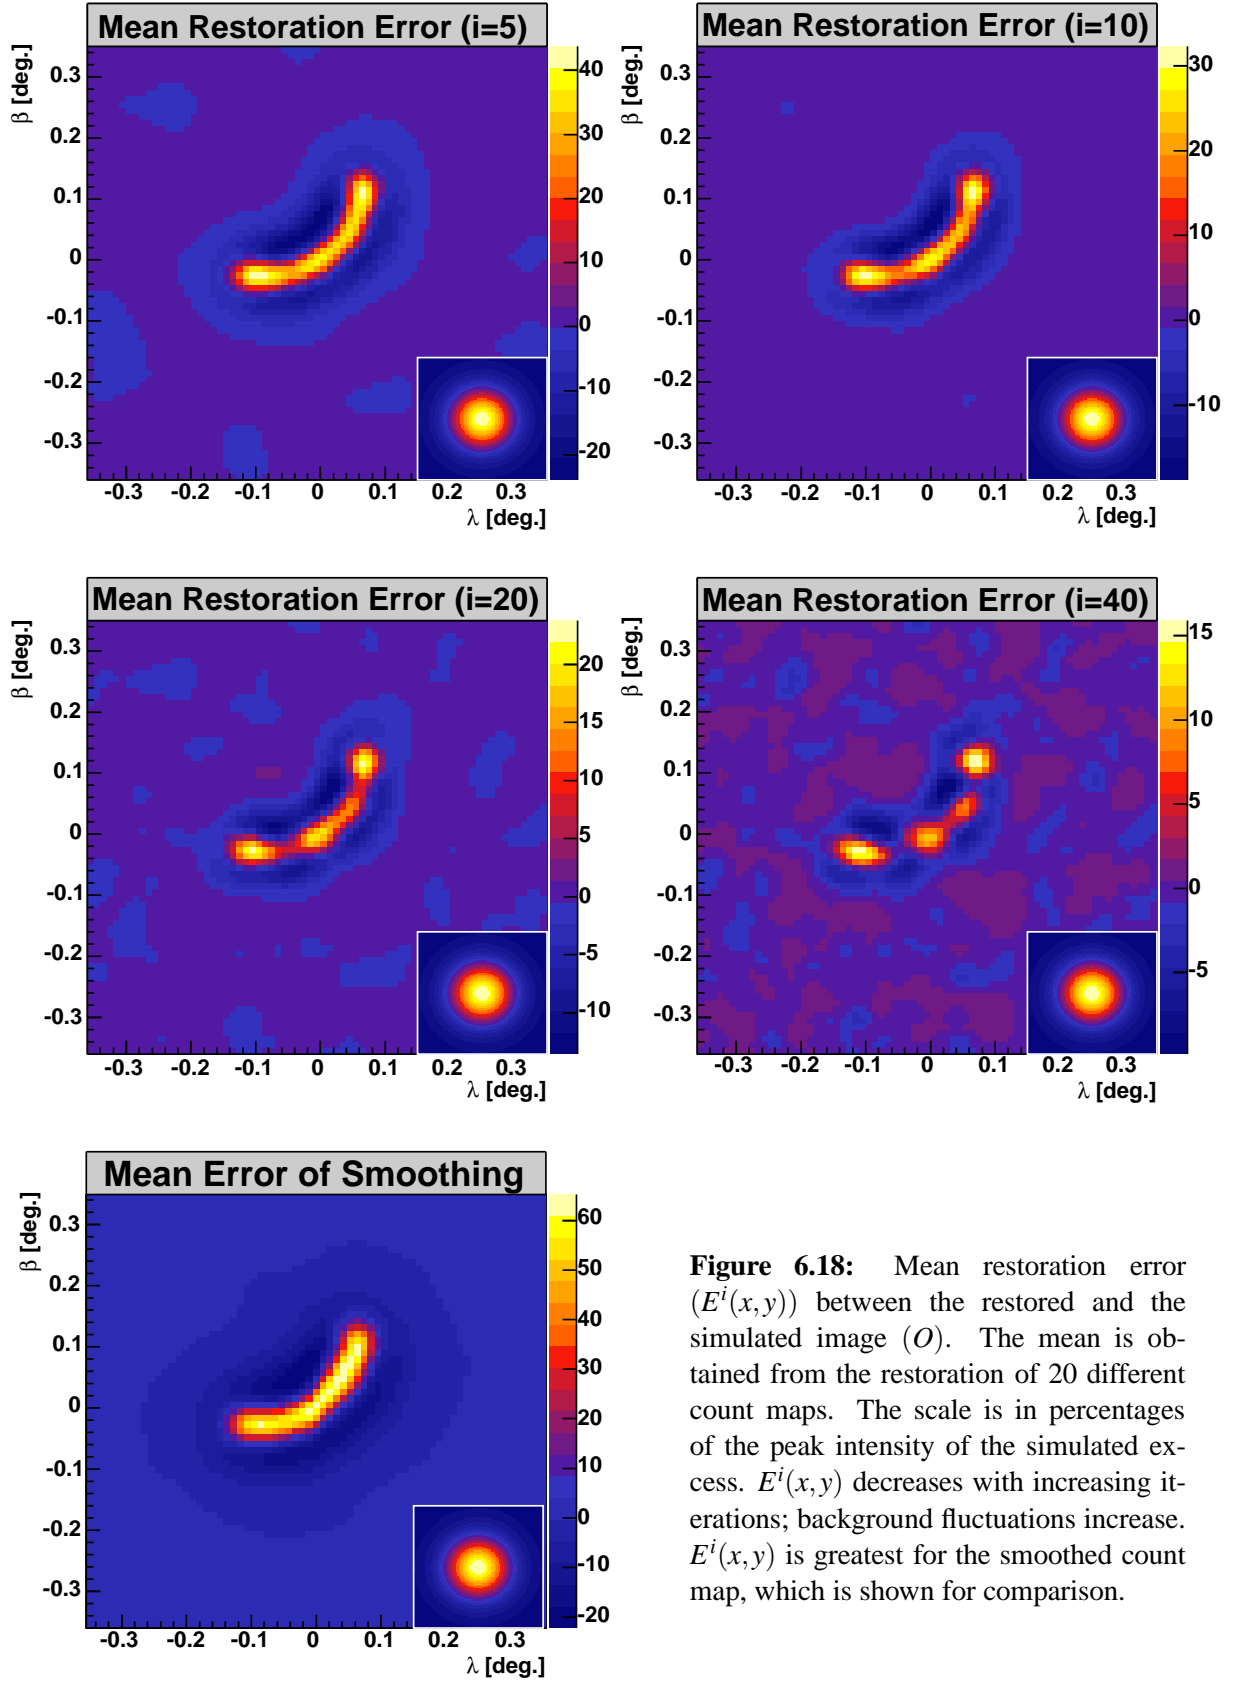 Mean Restoration Error (i=5)
β [deg.]
0.3
0.2
0.1
0
-0.1
-0.2
-0.3
-0.3 -0.2 -0.1 0 0.1 0.2 0.3
λ [deg.]
40
30
20
10
0
-10
-20
Mean Restoration Error (i=10)
β [deg.]
0.3
0.2
0.1
0
-0.1
-0.2
-0.3
-0.3 -0.2 -0.1 0 0.1 0.2 0.3
λ [deg.]
30
20
10
0
-10
Mean Restoration Error (i=20)
β [deg.]
0.3
0.2
0.1
0
-0.1
-0.2
-0.3
-0.3 -0.2 -0.1 0 0.1 0.2 0.3
λ [deg.]
20
15
10
5
0
-5
-10
Mean Restoration Error (i=40)
β [deg.]
0.3
0.2
0.1
0
-0.1
-0.2
-0.3
-0.3 -0.2 -0.1 0 0.1 0.2 0.3
λ [deg.]
15
10
5
0
-5
Mean Error of Smoothing
β [deg.]
0.3
0.2
0.1
0
-0.1
-0.2
-0.3
-0.3 -0.2 -0.1 0 0.1 0.2 0.3
λ [deg.]
60
50
40
30
20
10
0
-10
-20
Figure 6.18: Mean restoration error
(E^i(x,y)) between the restored and the
simulated image (O). The mean is ob-
tained from the restoration of 20 different
count maps. The scale is in percentages
of the peak intensity of the simulated ex-
cess. E^i(x,y) decreases with increasing it-
erations; background fluctuations increase.
E^i(x,y) is greatest for the smoothed count
map, which is shown for comparison.